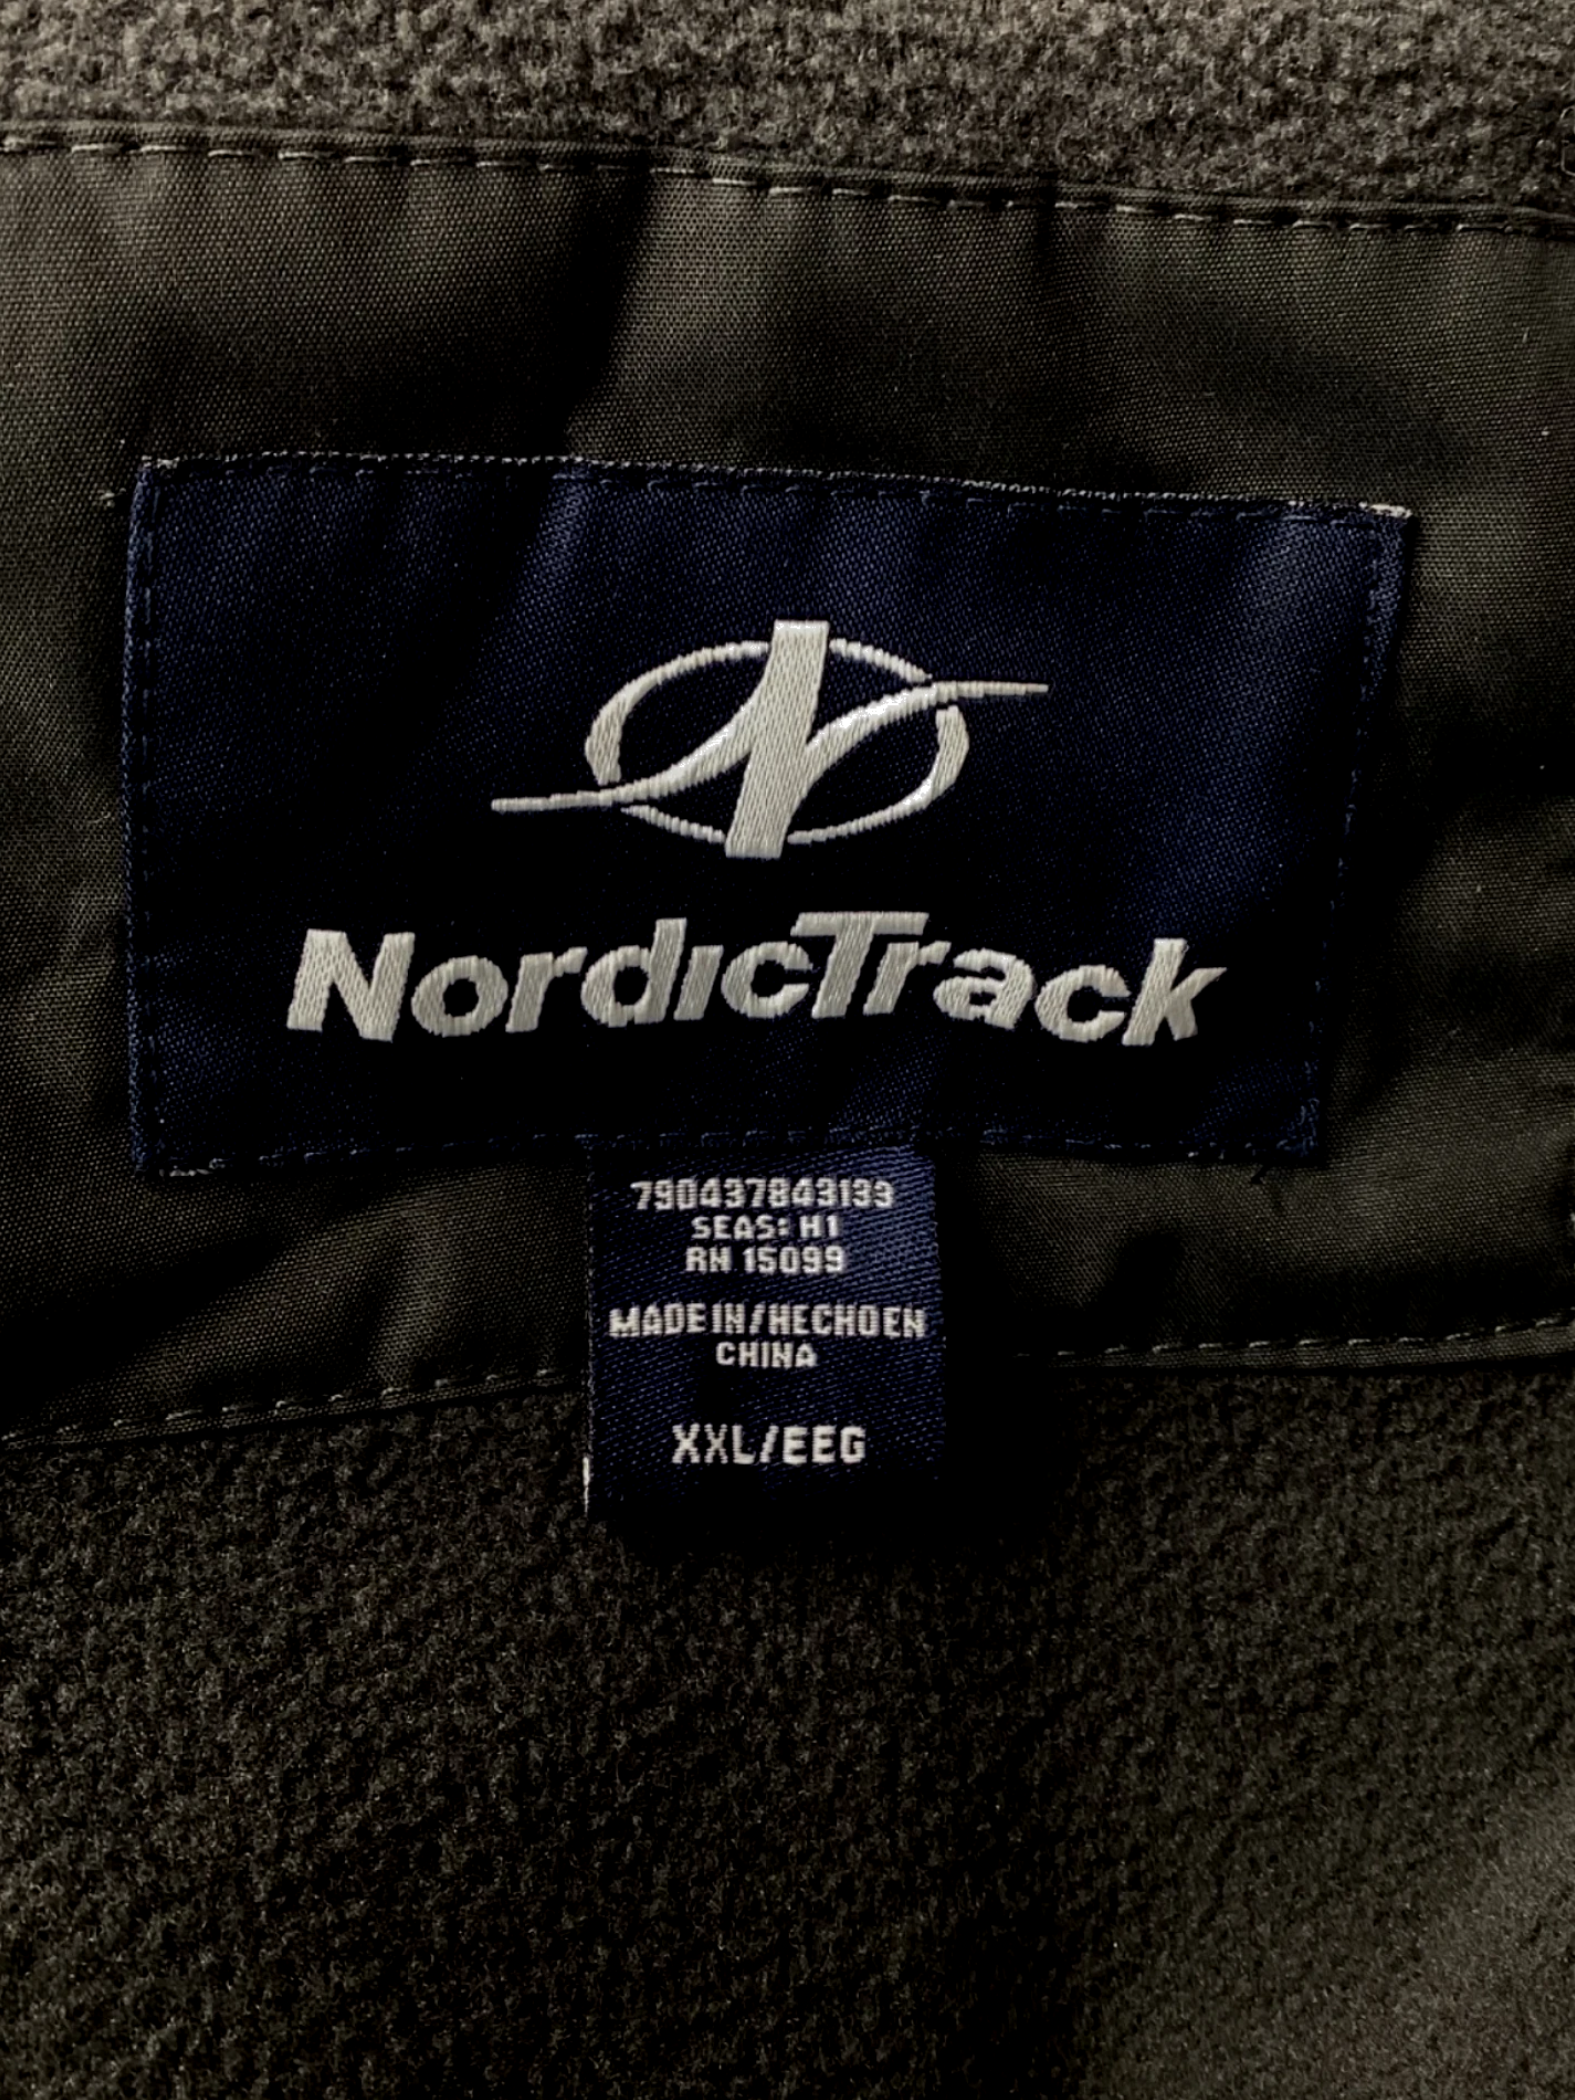 NordicTrack
790437843133
SEAS: H1
RN 15099
MADE IN/HECHO EN
CHINA
XXL/EEG